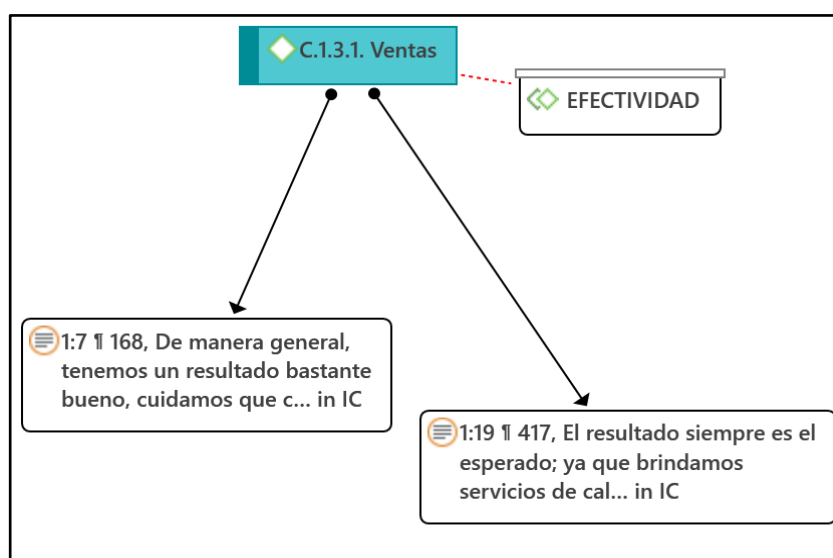 C.1.3.1. Ventas
EFECTIVIDAD
1:7 ¶ 168, De manera general,
tenemos un resultado bastante
bueno, cuidamos que c... in IC
1:19 ¶ 417, El resultado siempre es el
esperado; ya que brindamos
servicios de cal... in IC